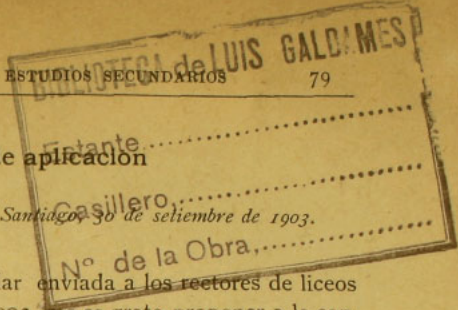 ESTUDIOS SECUNDARIOS 79
BIBLIOTECA de LUIS GALDAMES
Estante
e aplicación
Casillero,
Santiago, 30 de setiembre de 1903.
Nº de la Obra,
ar enviada a los rectores de liceos